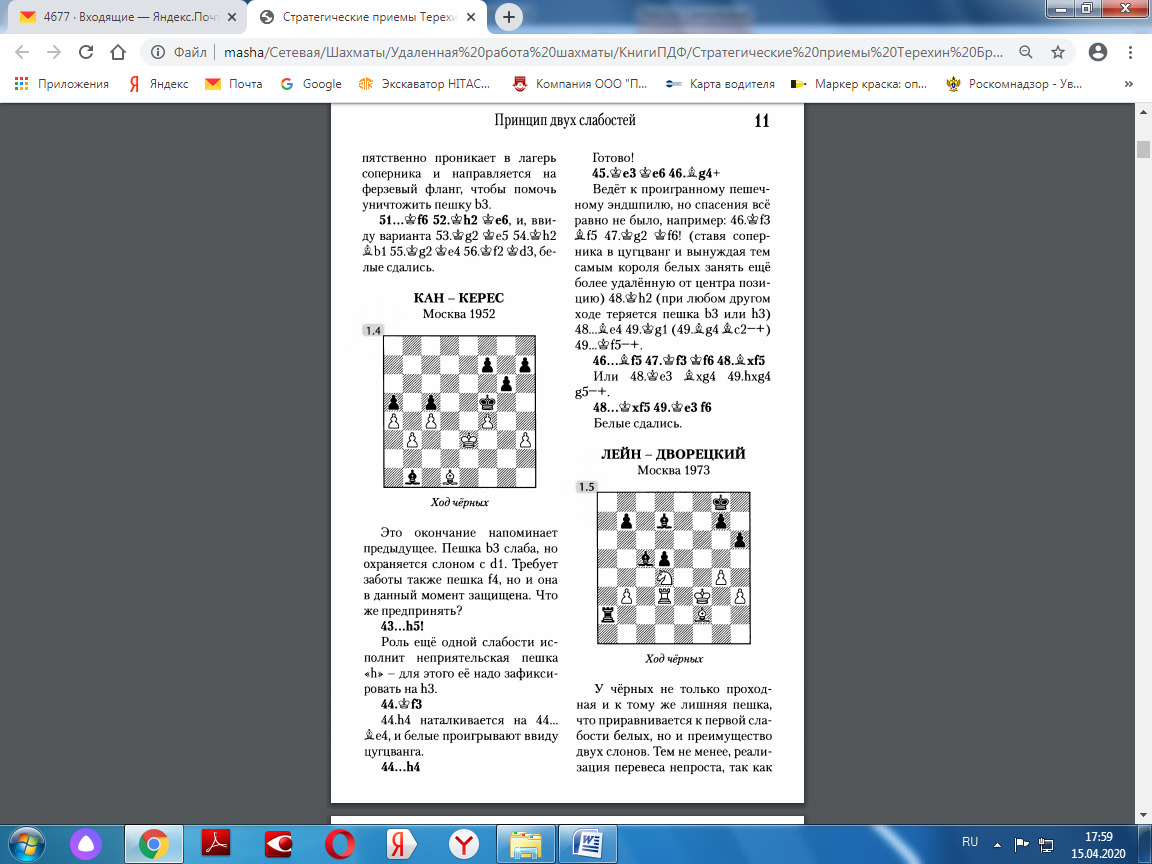 4677 · Входящие — Яндекс.Поч
Стратегические приемы Терехи
Файл | masha/Сетевая/Шахматы/Удаленная%20работа%20шахматы/КнигиПДФ/Стратегические%20приемы%20Терехин%20Бр...
Приложения Яндекс Почта Google Экскаватор HITAC... Компания ООО "П... Карта водителя Маркер краска: оп... Роскомнадзор - Ув... »
Принцип двух слабостей 11
пятственно проникает в лагерь
соперника и направляется на
ферзевый фланг, чтобы помочь
уничтожить пешку b3.
51...♔f6 52.♔h2 ♔e6, и, вви-
ду варианта 53.♔g2 ♔e5 54.♔h2
♗b1 55.♔g2 ♔e4 56.♔f2 ♔d3, бе-
лые сдались.
КАН – КЕРЕС
Москва 1952
1.4
Ход чёрных
Это окончание напоминает
предыдущее. Пешка b3 слаба, но
охраняется слоном с d1. Требует
заботы также пешка f4, но и она
в данный момент защищена. Что
же предпринять?
43...h5!
Роль ещё одной слабости ис-
полнит неприятельская пешка
«h» – для этого её надо зафикси-
ровать на h3.
44.♔f3
44.h4 наталкивается на 44...
♗e4, и белые проигрывают ввиду
цугцванга.
44...h4
Готово!
45.♔e3 ♔e6 46.♗g4+
Ведёт к проигранному пешеч-
ному эндшпилю, но спасения всё
равно не было, например: 46.♔f3
♗f5 47.♔g2 ♔f6! (ставя сопер-
ника в цугцванг и вынуждая тем
самым короля белых занять ещё
более удалённую от центра пози-
цию) 48.♔h2 (при любом другом
ходе теряется пешка b3 или h3)
48...♗e4 49.♔g1 (49.♗g4 ♗c2−+)
49...♔f5−+.
46...♗f5 47.♔f3 ♔f6 48.♗xf5
Или 48.♔e3 ♗xg4 49.hxg4
g5−+.
48...♔xf5 49.♔e3 f6
Белые сдались.
ЛЕЙН – ДВОРЕЦКИЙ
Москва 1973
1.5
Ход чёрных
У чёрных не только проход-
ная и к тому же лишняя пешка,
что приравнивается к первой сла-
бости белых, но и преимущество
двух слонов. Тем не менее, реали-
зация перевеса непроста, так как
RU 17:59
15.04.2020